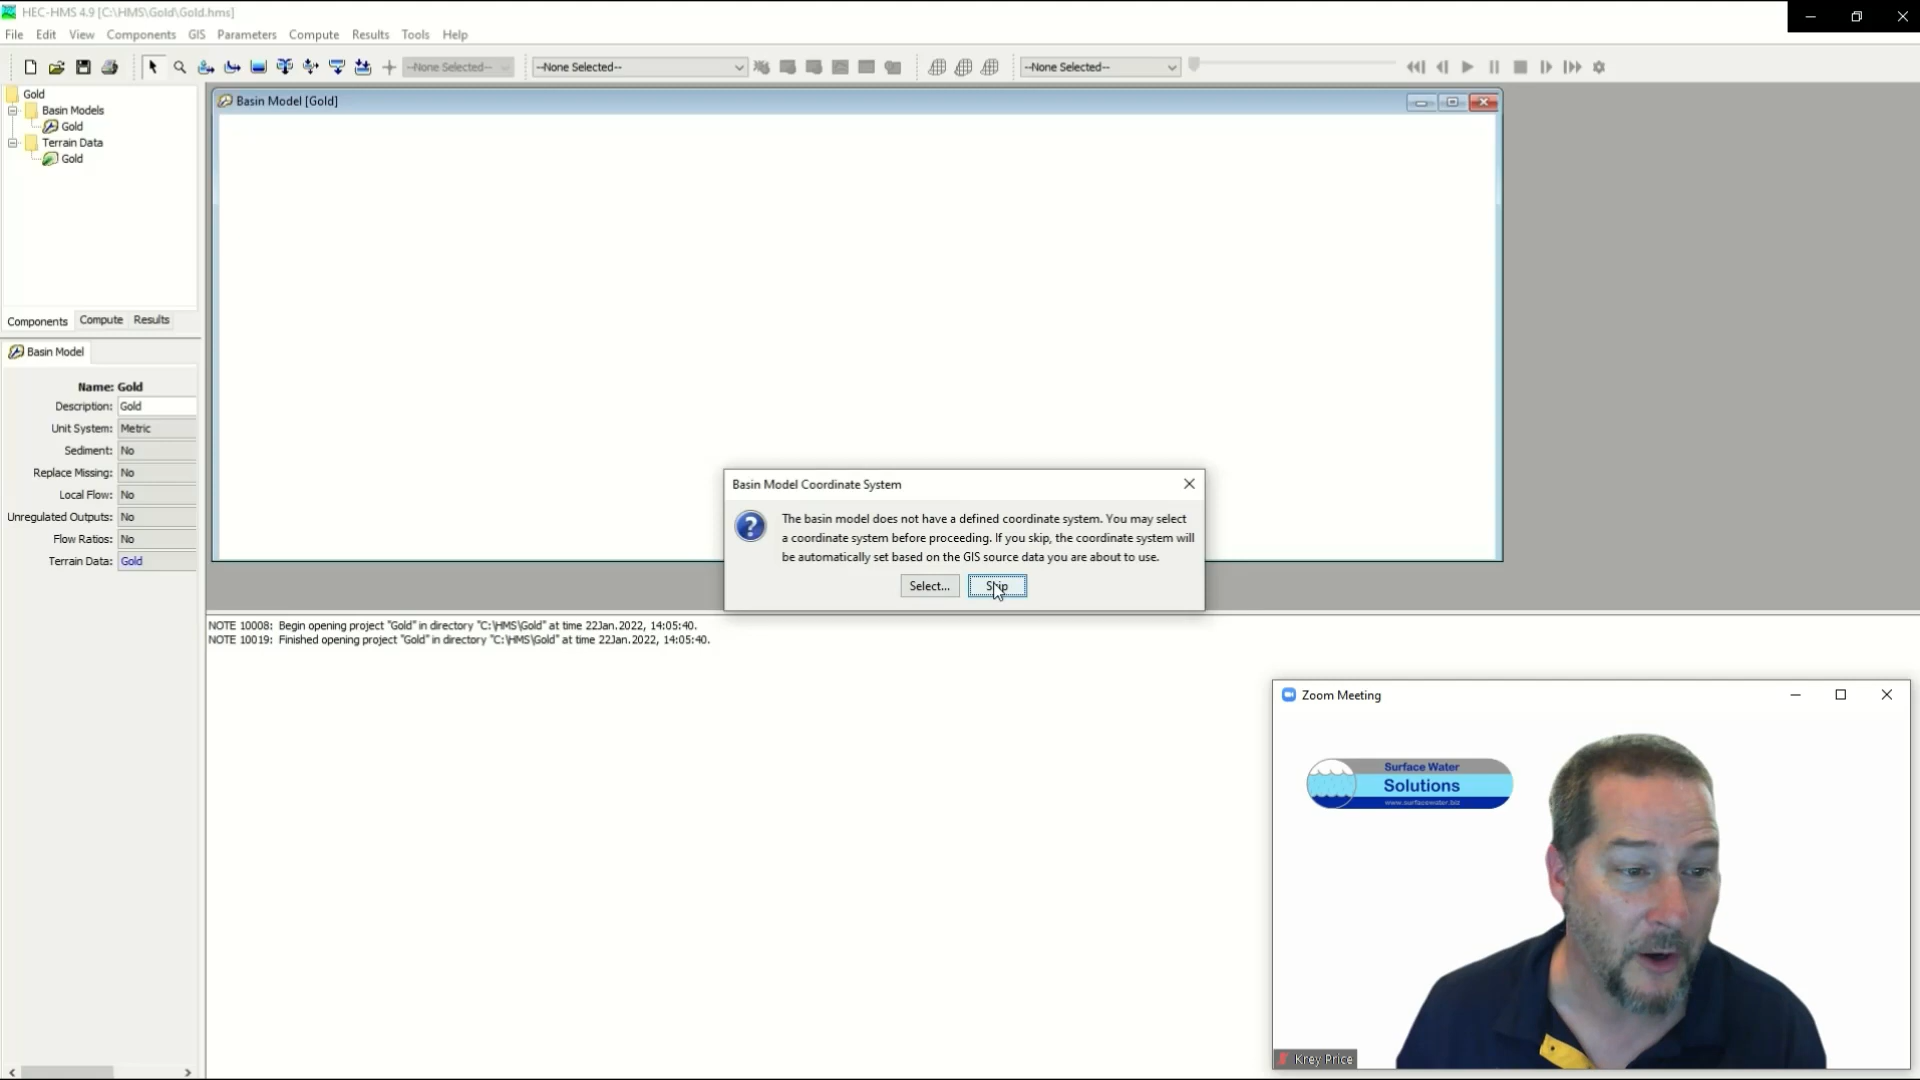 HEC-HMS 4.9 [C:\HMS\Gold\Gold.hms]
File Edit View Components GIS Parameters Compute Results Tools Help
--None Selected-- --None Selected-- --None Selected--
Gold
Basin Models
Gold
Terrain Data
Gold
Components Compute Results
Basin Model
Name: Gold
Description: Gold
Unit System: Metric
Sediment: No
Replace Missing: No
Local Flow: No
Unregulated Outputs: No
Flow Ratios: No
Terrain Data: Gold
Basin Model [Gold]
Basin Model Coordinate System
The basin model does not have a defined coordinate system. You may select
a coordinate system before proceeding. If you skip, the coordinate system will
be automatically set based on the GIS source data you are about to use.
Select... Skip
NOTE 10008: Begin opening project "Gold" in directory "C:\HMS\Gold" at time 22Jan.2022, 14:05:40.
NOTE 10019: Finished opening project "Gold" in directory "C:\HMS\Gold" at time 22Jan.2022, 14:05:40.
Zoom Meeting
Surface Water
Solutions
www.surfacewater.biz
Krey Price